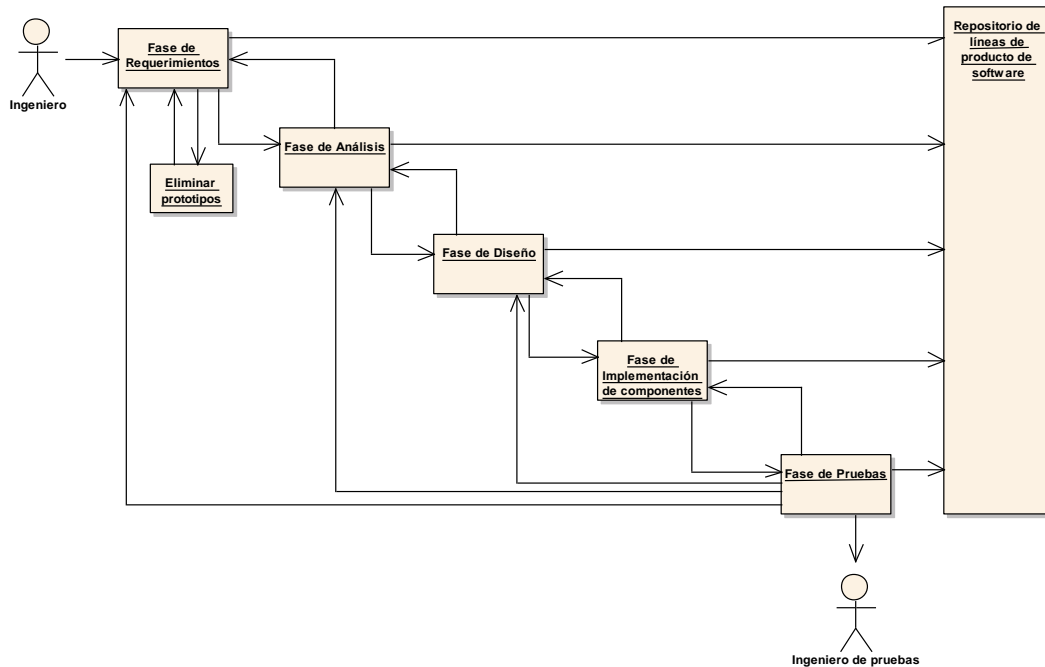 Fase de
Requerimientos
Repositorio de
líneas de
producto de
software
Ingeniero
Fase de Análisis
Eliminar
prototipos
Fase de Diseño
Fase de
Implementación
de componentes
Fase de Pruebas
Ingeniero de pruebas